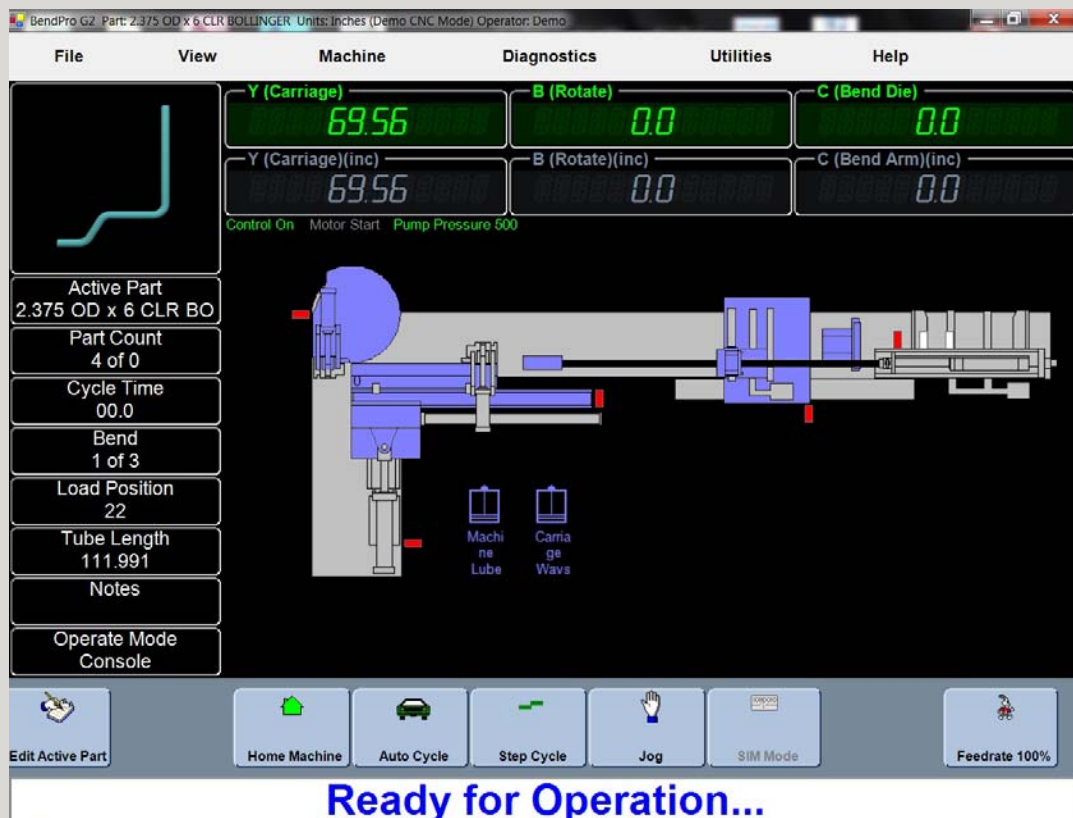 BendPro G2 Part: 2.375 OD x 6 CLR BOLLINGER Units: Inches (Demo CNC Mode) Operator: Demo
File View Machine Diagnostics Utilities Help
Y (Carriage) B (Rotate) C (Bend Die)
69.56 0.0 0.0
Y (Carriage)(inc) B (Rotate)(inc) C (Bend Arm)(inc)
69.56 0.0 0.0
Control On Motor Start Pump Pressure 500
Active Part
2.375 OD x 6 CLR BO
Part Count
4 of 0
Cycle Time
00.0
Bend
1 of 3
Load Position
22
Tube Length
111.991
Notes
Operate Mode
Console
Machi
ne
Lube
Carria
ge
Ways
Edit Active Part Home Machine Auto Cycle Step Cycle Jog SIM Mode Feedrate 100%
Ready for Operation...